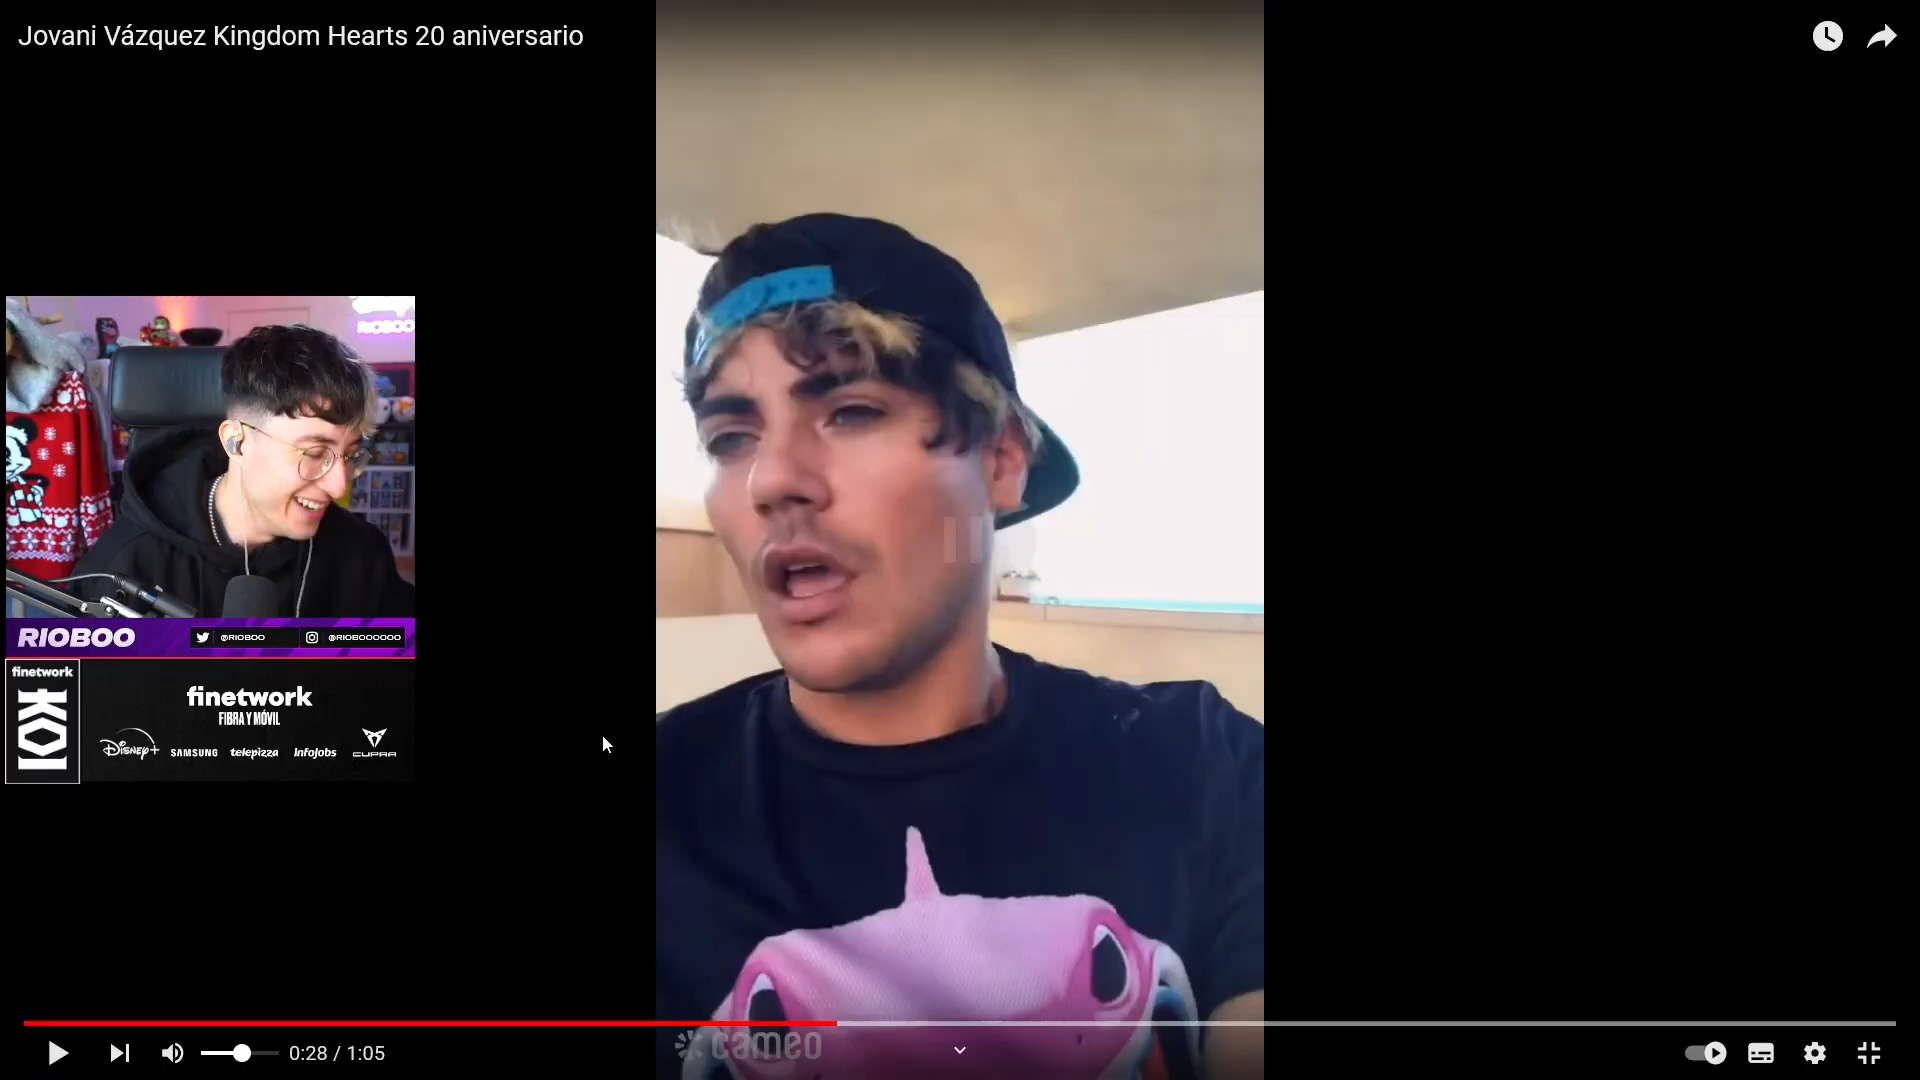 Jovani Vázquez Kingdom Hearts 20 aniversario
RIOBOO
RIOBOO
@RIOBOO
@RIOBOOOOOO
finetwork
KOI
finetwork
FIBRA Y MÓVIL
Disney+
SAMSUNG
telepizza
InfoJobs
CUPRA
cameo
0:28 / 1:05